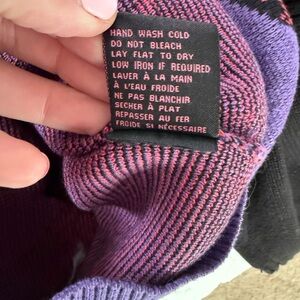 HAND WASH COLD
DO NOT BLEACH
LAY FLAT TO DRY
LOW IRON IF REQUIRED
LAVER À LA MAIN
À L'EAU FROIDE
NE PAS BLANCHIR
SECHER À PLAT
REPASSER AU FER
FROIDE SI NÉCESSAIRE